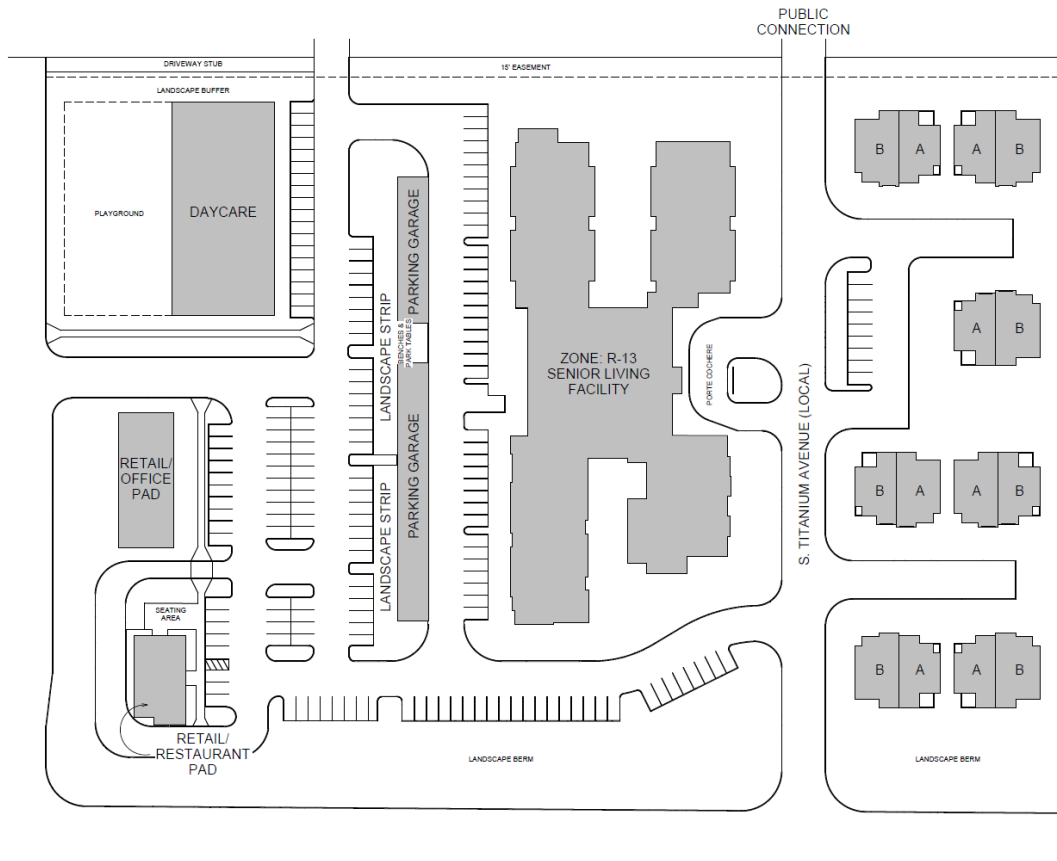 PUBLIC
CONNECTION
DRIVEWAY STUB
15' EASEMENT
LANDSCAPE BUFFER
B
A
A
B
PLAYGROUND
DAYCARE
PARKING GARAGE
LANDSCAPE STRIP
BENCHES &
PARK TABLES
A
B
ZONE: R-13
SENIOR LIVING
FACILITY
PORTE COCHERE
S. TITANIUM AVENUE (LOCAL)
RETAIL/
OFFICE
PAD
PARKING GARAGE
LANDSCAPE STRIP
B
A
A
B
SEATING
AREA
B
A
A
B
RETAIL/
RESTAURANT
PAD
LANDSCAPE BERM
LANDSCAPE BERM